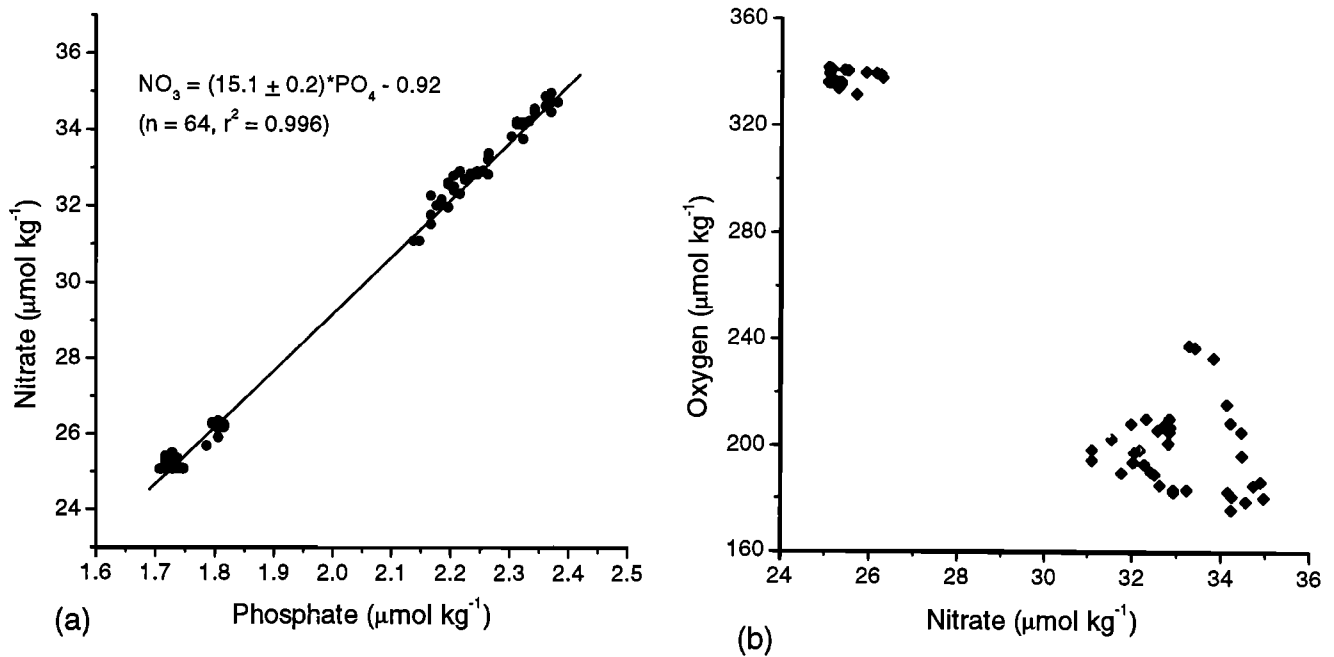 NO₃ = (15.1 ± 0.2)*PO₄ - 0.92
(n = 64, r² = 0.996)
Nitrate (μmol kg⁻¹)
36
34
32
30
28
26
24
1.6 1.7 1.8 1.9 2.0 2.1 2.2 2.3 2.4 2.5
Phosphate (μmol kg⁻¹)
(a)
Oxygen (μmol kg⁻¹)
360
320
280
240
200
160
24 26 28 30 32 34 36
Nitrate (μmol kg⁻¹)
(b)